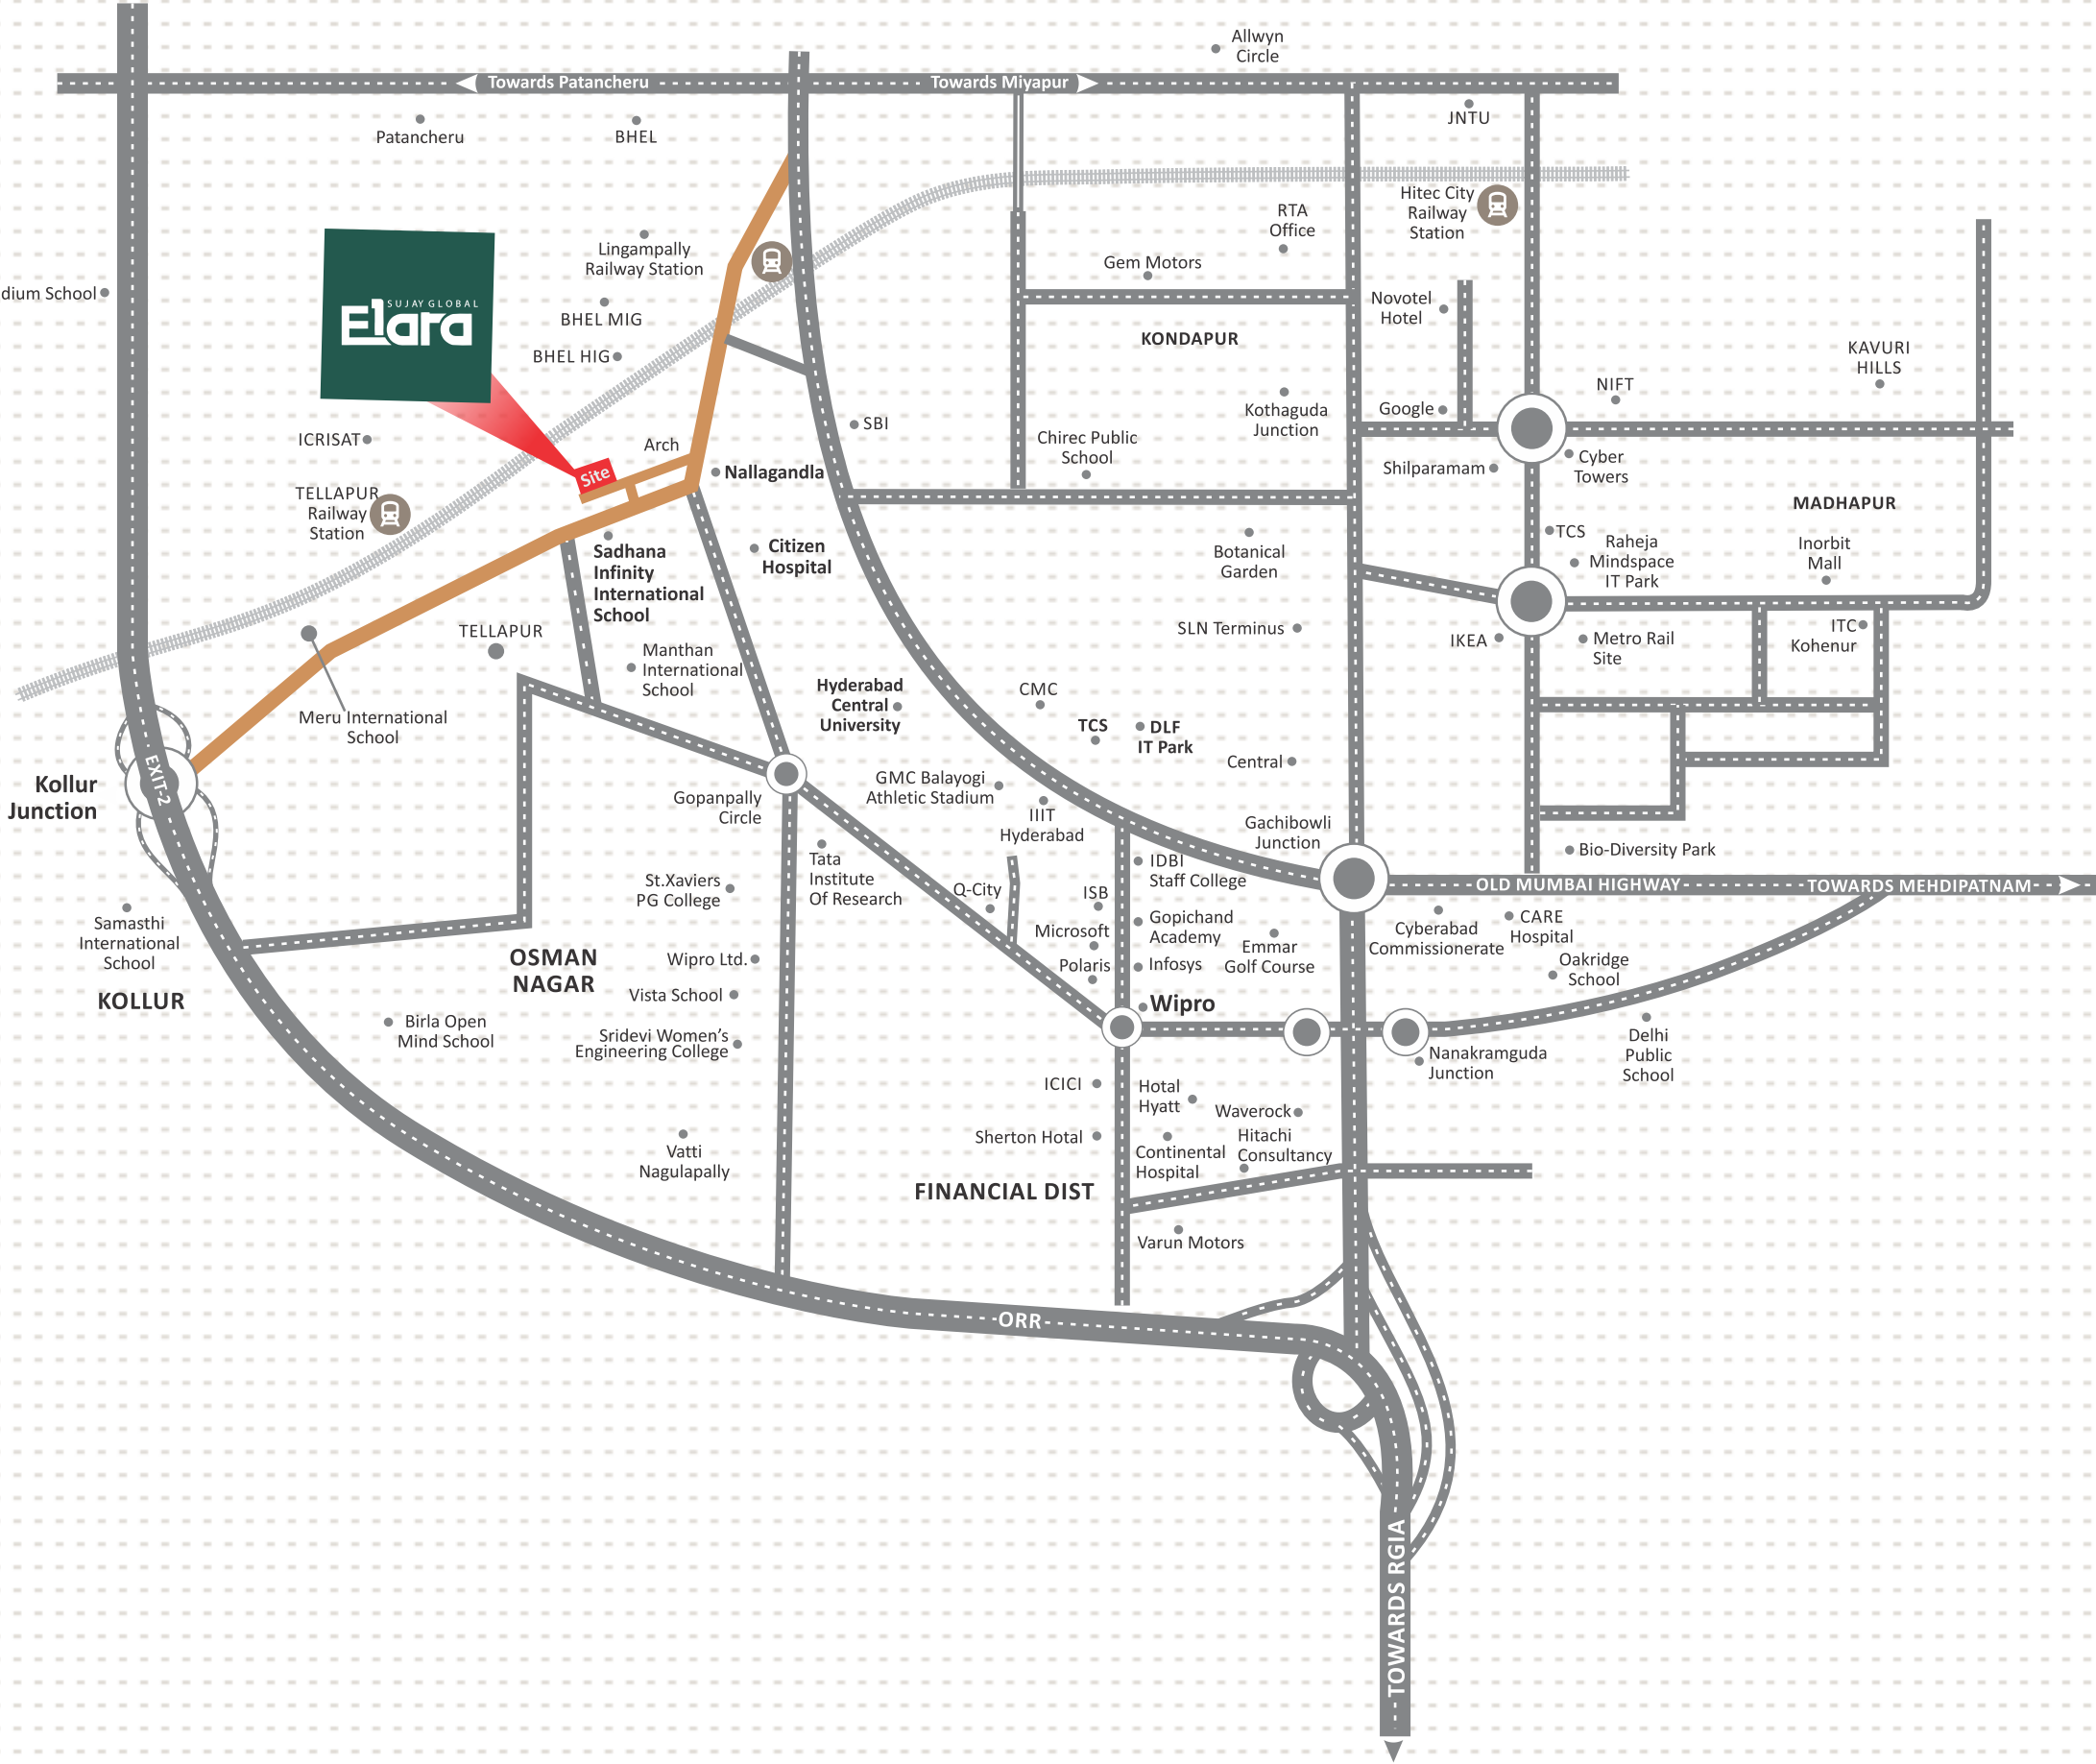 Allwyn
Circle
Towards Patancheru
Towards Miyapur
Patancheru
BHEL
JNTU
Hitec City
Railway
Station
RTA
Office
Lingampally
Railway Station
Gem Motors
dium School
SUJAY GLOBAL
Elara
BHEL MIG
BHEL HIG
Novotel
Hotel
KONDAPUR
KAVURI
HILLS
NIFT
Google
Kothaguda
Junction
SBI
ICRISAT
Arch
Chirec Public
School
Shilparamam
Cyber
Towers
Site
Nallagandla
TELLAPUR
Railway
Station
MADHAPUR
TCS
Raheja
Mindspace
IT Park
Inorbit
Mall
Sadhana
Infinity
International
School
Citizen
Hospital
Botanical
Garden
TELLAPUR
SLN Terminus
IKEA
Metro Rail
Site
ITC
Kohenur
Manthan
International
School
Hyderabad
Central
University
CMC
TCS
DLF
IT Park
Meru International
School
Central
Kollur
Junction
EXIT-2
GMC Balayogi
Athletic Stadium
Gopanpally
Circle
IIIT
Hyderabad
Gachibowli
Junction
Bio-Diversity Park
Tata
Institute
Of Research
IDBI
Staff College
St.Xaviers
PG College
Q-City
ISB
OLD MUMBAI HIGHWAY
TOWARDS MEHDIPATNAM
Samasthi
International
School
Microsoft
Gopichand
Academy
Emmar
Golf Course
Cyberabad
Commissionerate
CARE
Hospital
OSMAN
NAGAR
Wipro Ltd.
Polaris
Infosys
Oakridge
School
KOLLUR
Vista School
Wipro
Birla Open
Mind School
Sridevi Women’s
Engineering College
Nanakramguda
Junction
Delhi
Public
School
ICICI
Hotal
Hyatt
Waverock
Sherton Hotal
Continental
Hospital
Hitachi
Consultancy
Vatti
Nagulapally
FINANCIAL DIST
Varun Motors
ORR
TOWARDS RGIA